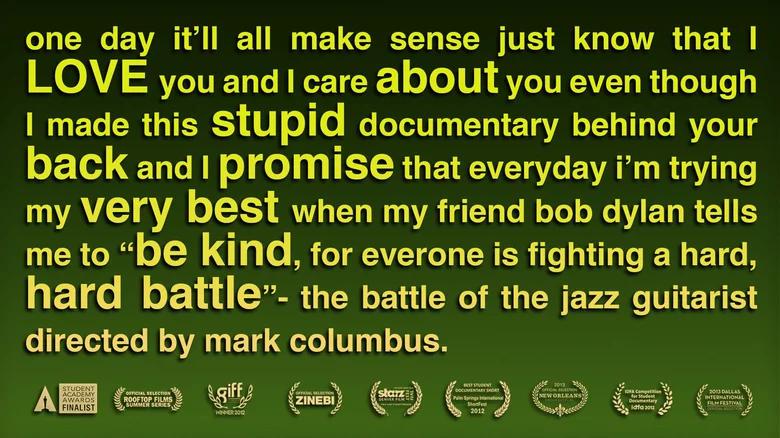 one day it'll all make sense just know that I
LOVE you and I care about you even though
I made this stupid documentary behind your
back and I promise that everyday i'm trying
my very best when my friend bob dylan tells
me to "be kind, for everone is fighting a hard,
hard battle"- the battle of the jazz guitarist
directed by mark columbus.
STUDENT
ACADEMY
AWARDS
FINALIST
OFFICIAL SELECTION
ROOFTOP FILMS
SUMMER SERIES
giff
WINNER 2012
OFFICIAL SELECTION
ZINEBI
starz
DENVER FILM
BEST STUDENT
DOCUMENTARY SHORT
Palm Springs International
ShortFest
2012
2013
OFFICIAL SELECTION
NEW ORLEANS
IDFA Competition
for Student
Documentary
idfa 2012
2013 DALLAS
INTERNATIONAL
FILM FESTIVAL
OFFICIAL SELECTION